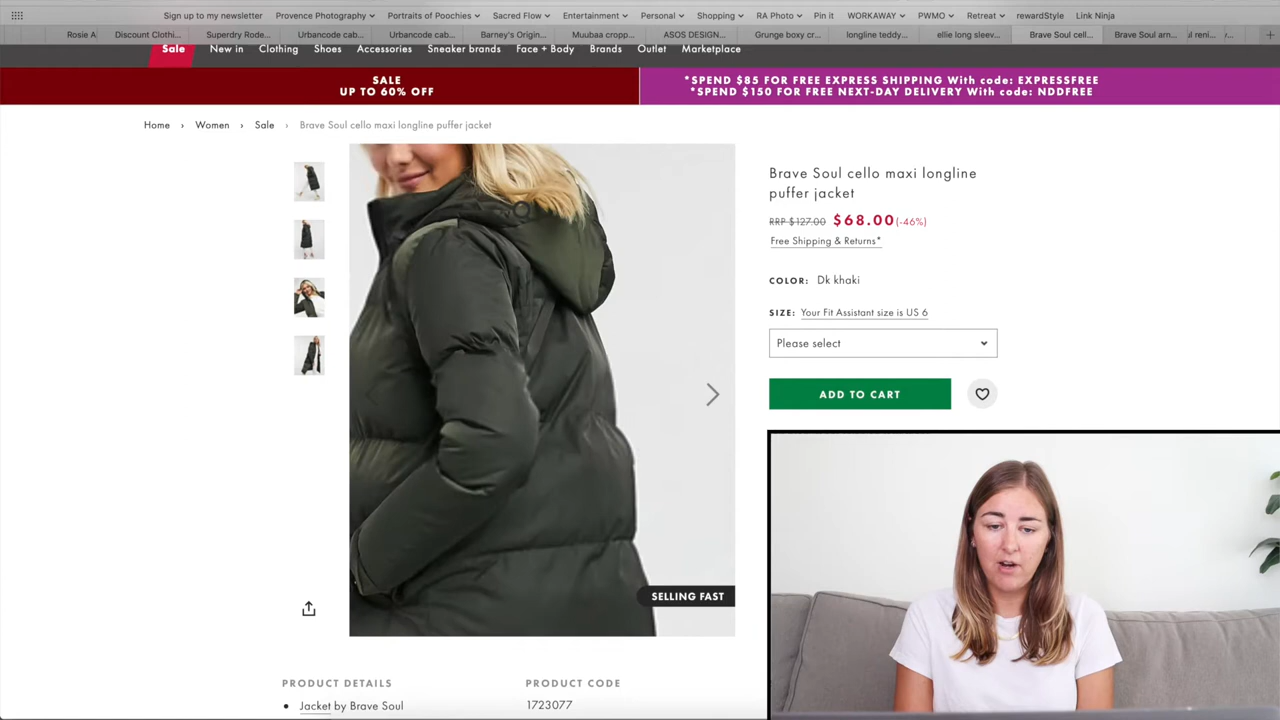 Sign up to my newsletter Provence Photography Portraits of Poochies Sacred Flow Entertainment Personal Shopping RA Photo Pin it WORKAWAY PWMO Retreat rewardStyle Link Ninja
Rosie A Discount Clothi... Superdry Rode... Urbancode cab... Urbancode cab... Barney's Origin... Muubaa cropp... ASOS DESIGN... Grunge boxy cr... longline teddy... ellie long sleev... Brave Soul cell... Brave Soul arn...
Sale New in Clothing Shoes Accessories Sneaker brands Face + Body Brands Outlet Marketplace
SALE
UP TO 60% OFF
*SPEND $85 FOR FREE EXPRESS SHIPPING With code: EXPRESSFREE
*SPEND $150 FOR FREE NEXT-DAY DELIVERY With code: NDDFREE
Home › Women › Sale › Brave Soul cello maxi longline puffer jacket
Brave Soul cello maxi longline
puffer jacket
RRP $127.00 $68.00 (-46%)
Free Shipping & Returns*
COLOR: Dk khaki
SIZE: Your Fit Assistant size is US 6
Please select
ADD TO CART
SELLING FAST
PRODUCT DETAILS
Jacket by Brave Soul
PRODUCT CODE
1723077